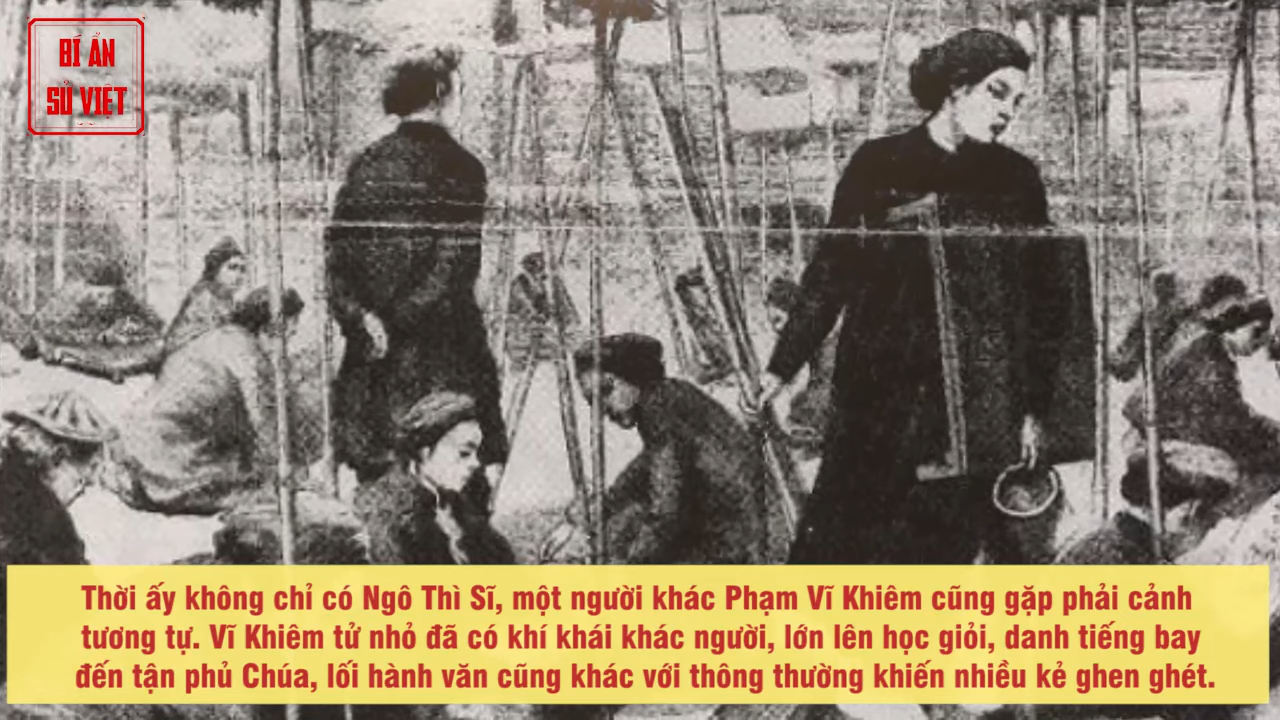 BÍ ẨN
SỬ VIỆT
Thời ấy không chỉ có Ngô Thì Sĩ, một người khác Phạm Vĩ Khiêm cũng gặp phải cảnh
tương tự. Vĩ Khiêm tử nhỏ đã có khí khái khác người, lớn lên học giỏi, danh tiếng bay
đến tận phủ Chúa, lối hành văn cũng khác với thông thường khiến nhiều kẻ ghen ghét.